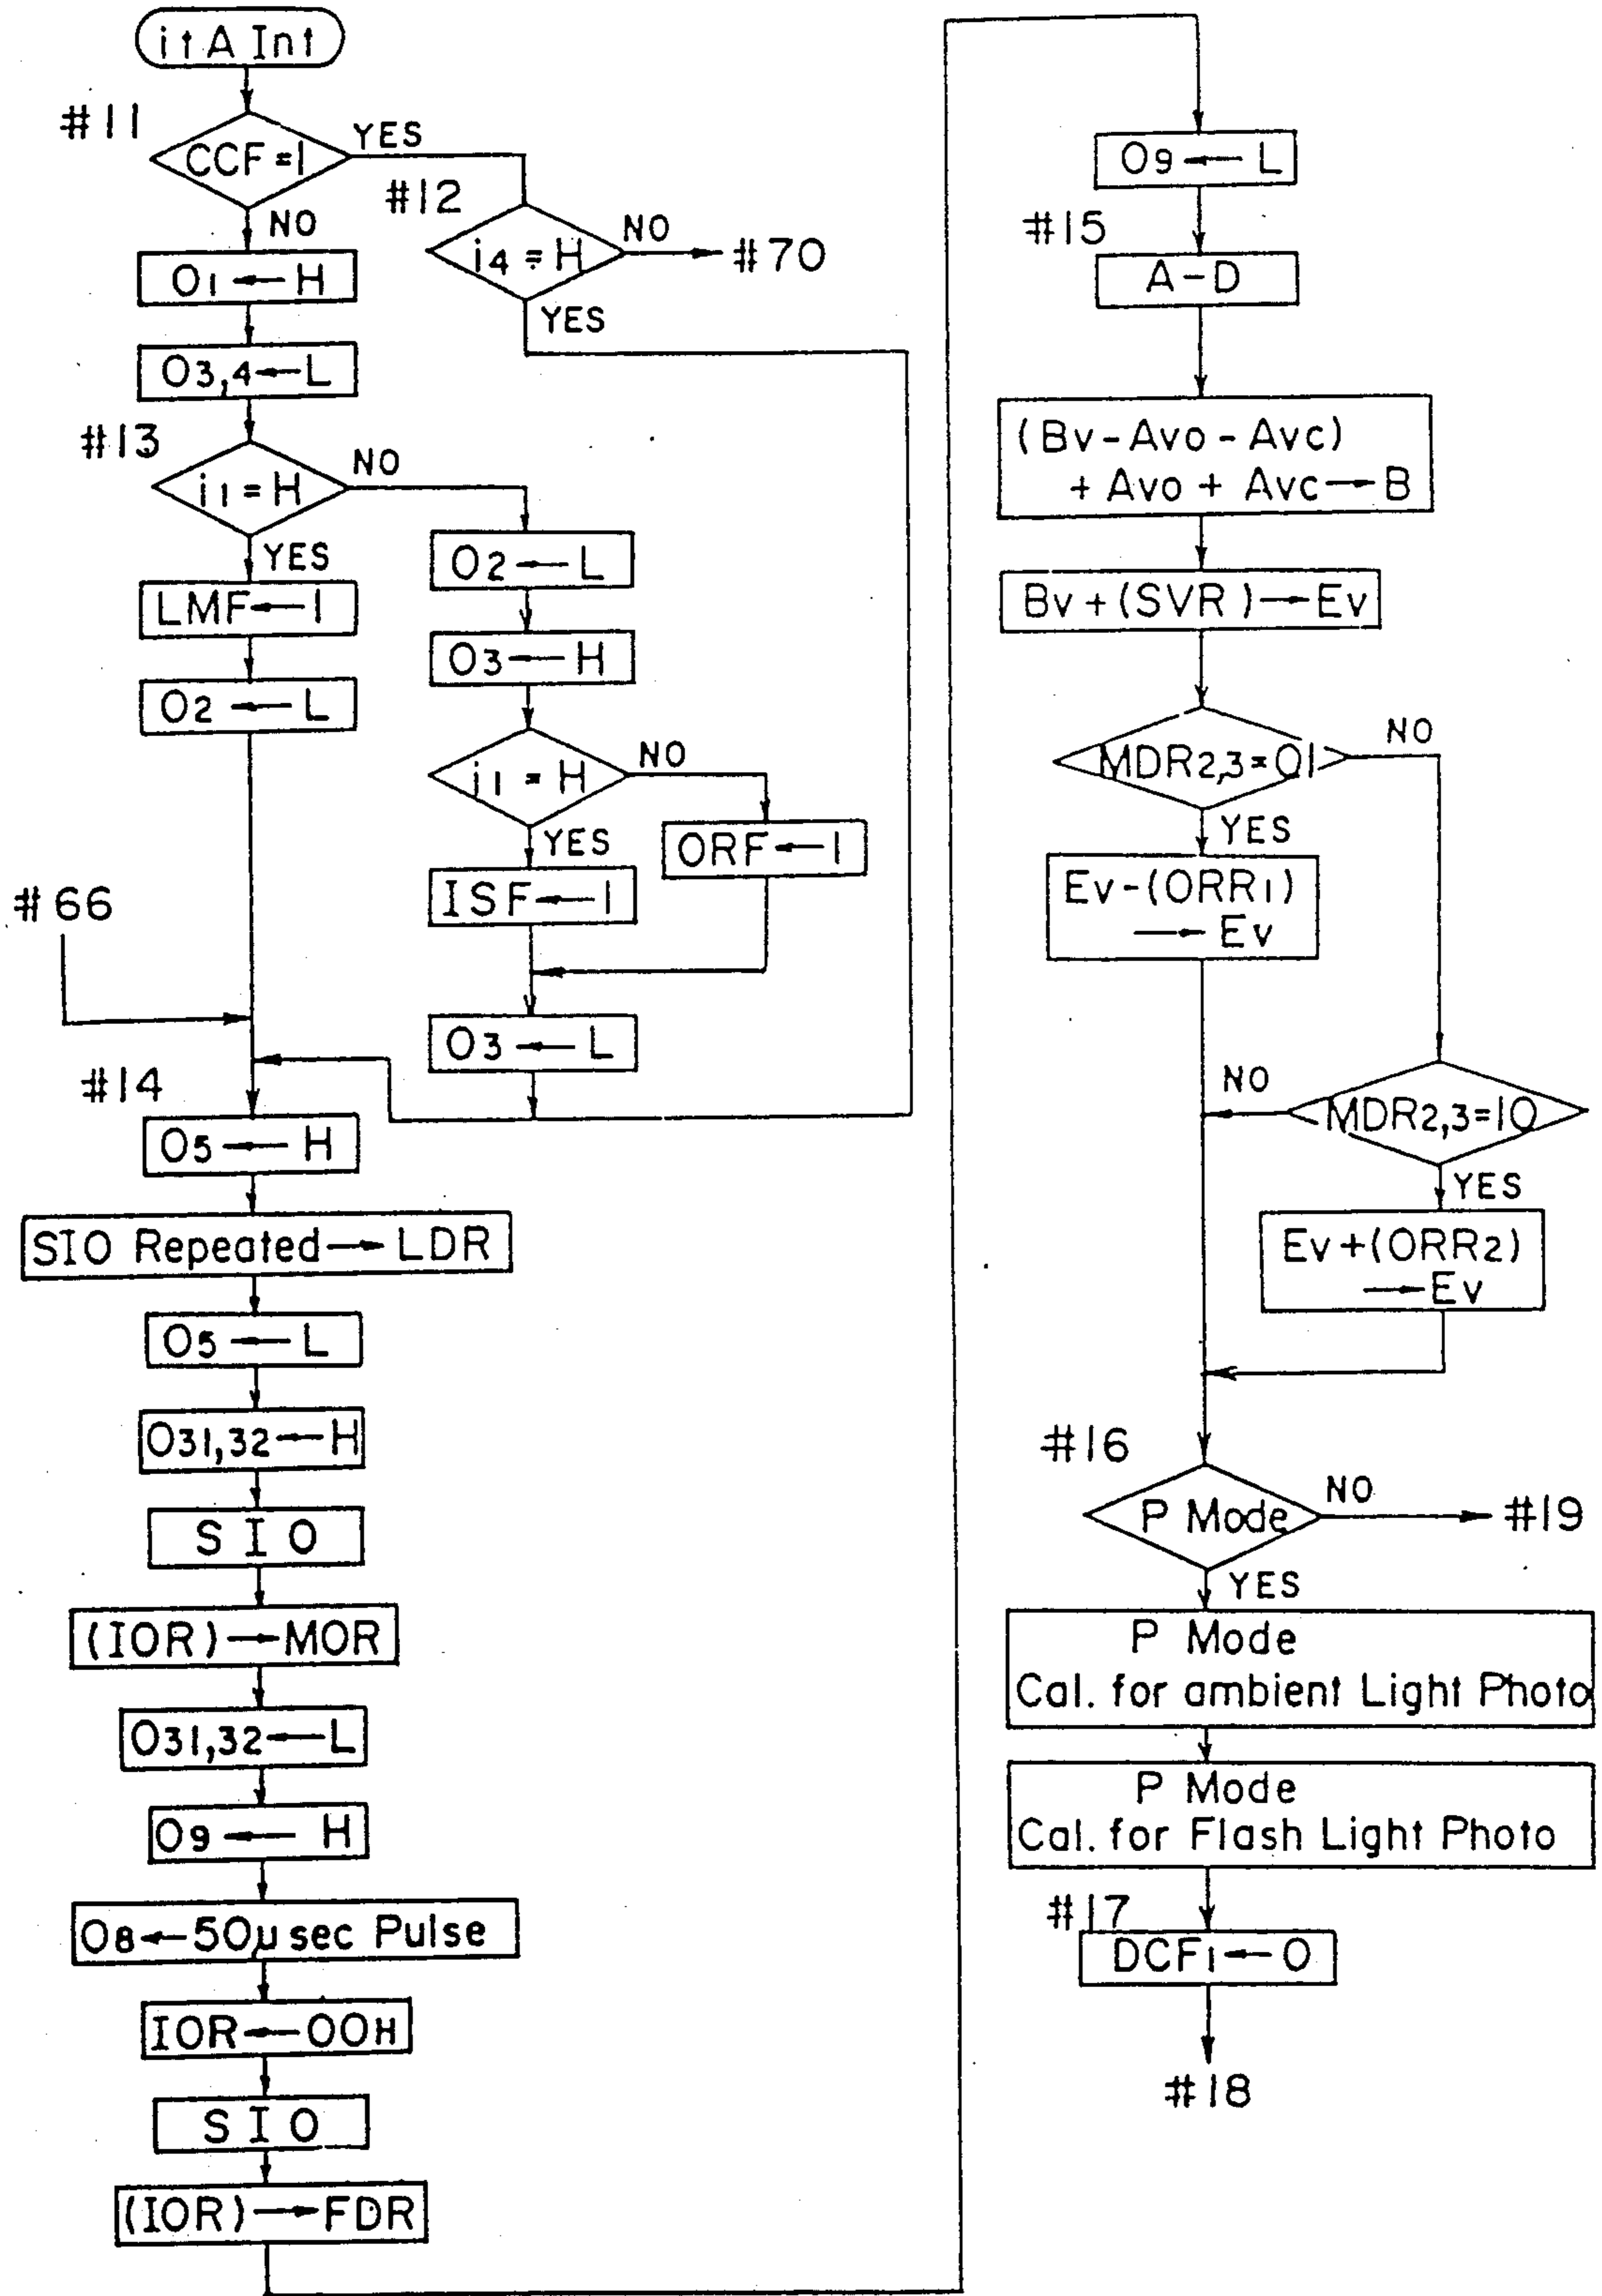 itA Int
#11
CCF=1
YES
NO
#12
i4=H
NO
#70
YES
O1←H
O3,4←L
#13
i1=H
NO
YES
LMF←1
O2←L
O2←L
O3←H
i1=H
NO
YES
ORF←1
ISF←1
#66
O3←L
#14
O5←H
SIO Repeated→LDR
O5←L
O31,32←H
SIO
(IOR)→MOR
O31,32←L
O9←H
O8←50μsec Pulse
IOR←OOH
SIO
(IOR)→FDR
O9←L
#15
A-D
(Bv-Avo-Avc)
+Avo+Avc→B
Bv+(SVR)→Ev
MDR2,3=01
NO
YES
Ev-(ORR1)
→Ev
NO
MDR2,3=10
YES
Ev+(ORR2)
→Ev
#16
P Mode
NO
#19
YES
P Mode
Cal. for ambient Light Photo
P Mode
Cal. for Flash Light Photo
#17
DCF1←0
#18